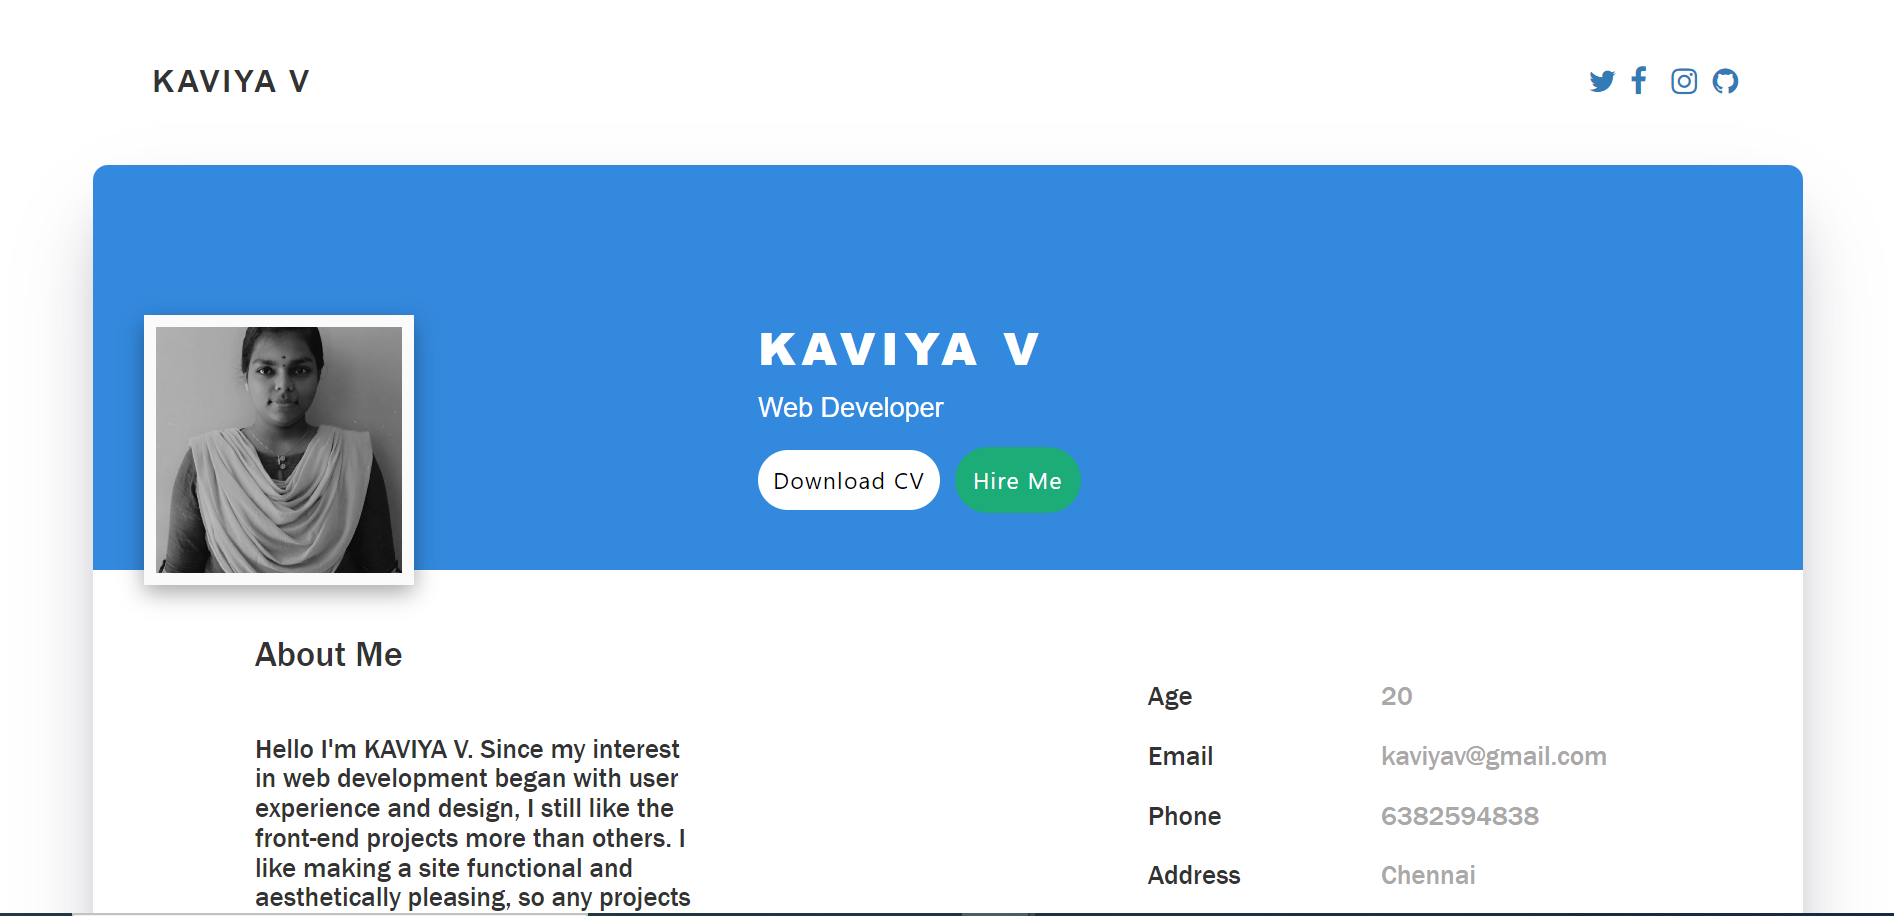 KAVIYA V
KAVIYA V
Web Developer
Download CV
Hire Me
About Me
Hello I'm KAVIYA V. Since my interest
in web development began with user
experience and design, I still like the
front-end projects more than others. I
like making a site functional and
aesthetically pleasing, so any projects
Age 20
Email kaviyav@gmail.com
Phone 6382594838
Address Chennai